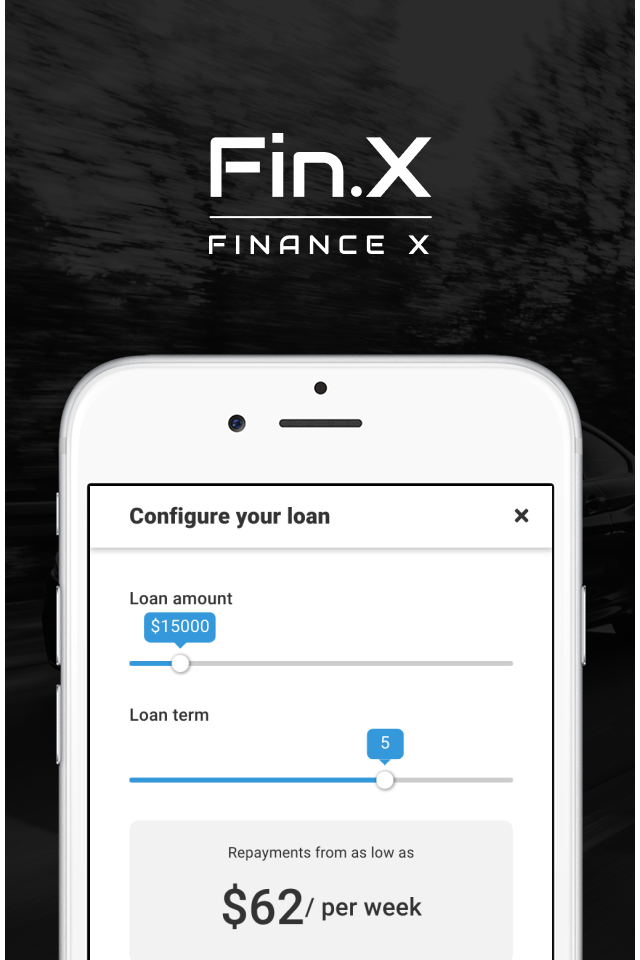 Fin.X
FINANCE X
Configure your loan
Loan amount
$15000
Loan term
5
Repayments from as low as
$62/ per week